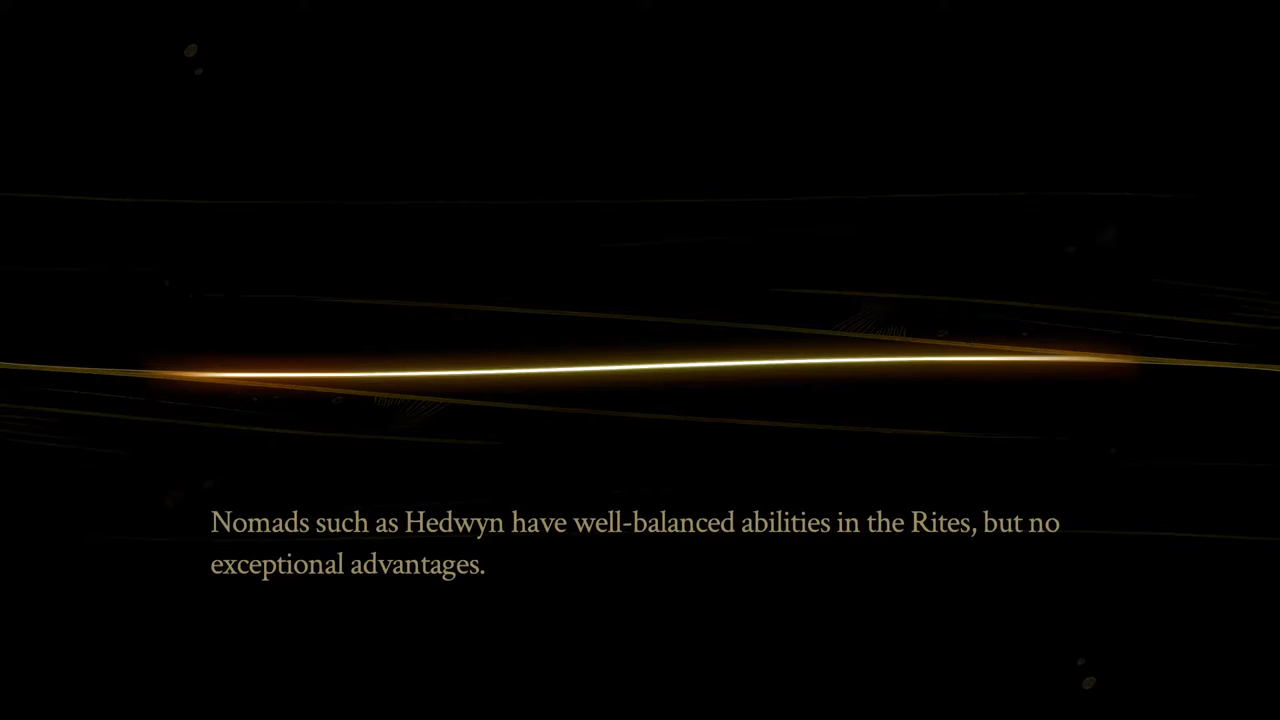 Nomads such as Hedwyn have well-balanced abilities in the Rites, but no
exceptional advantages.